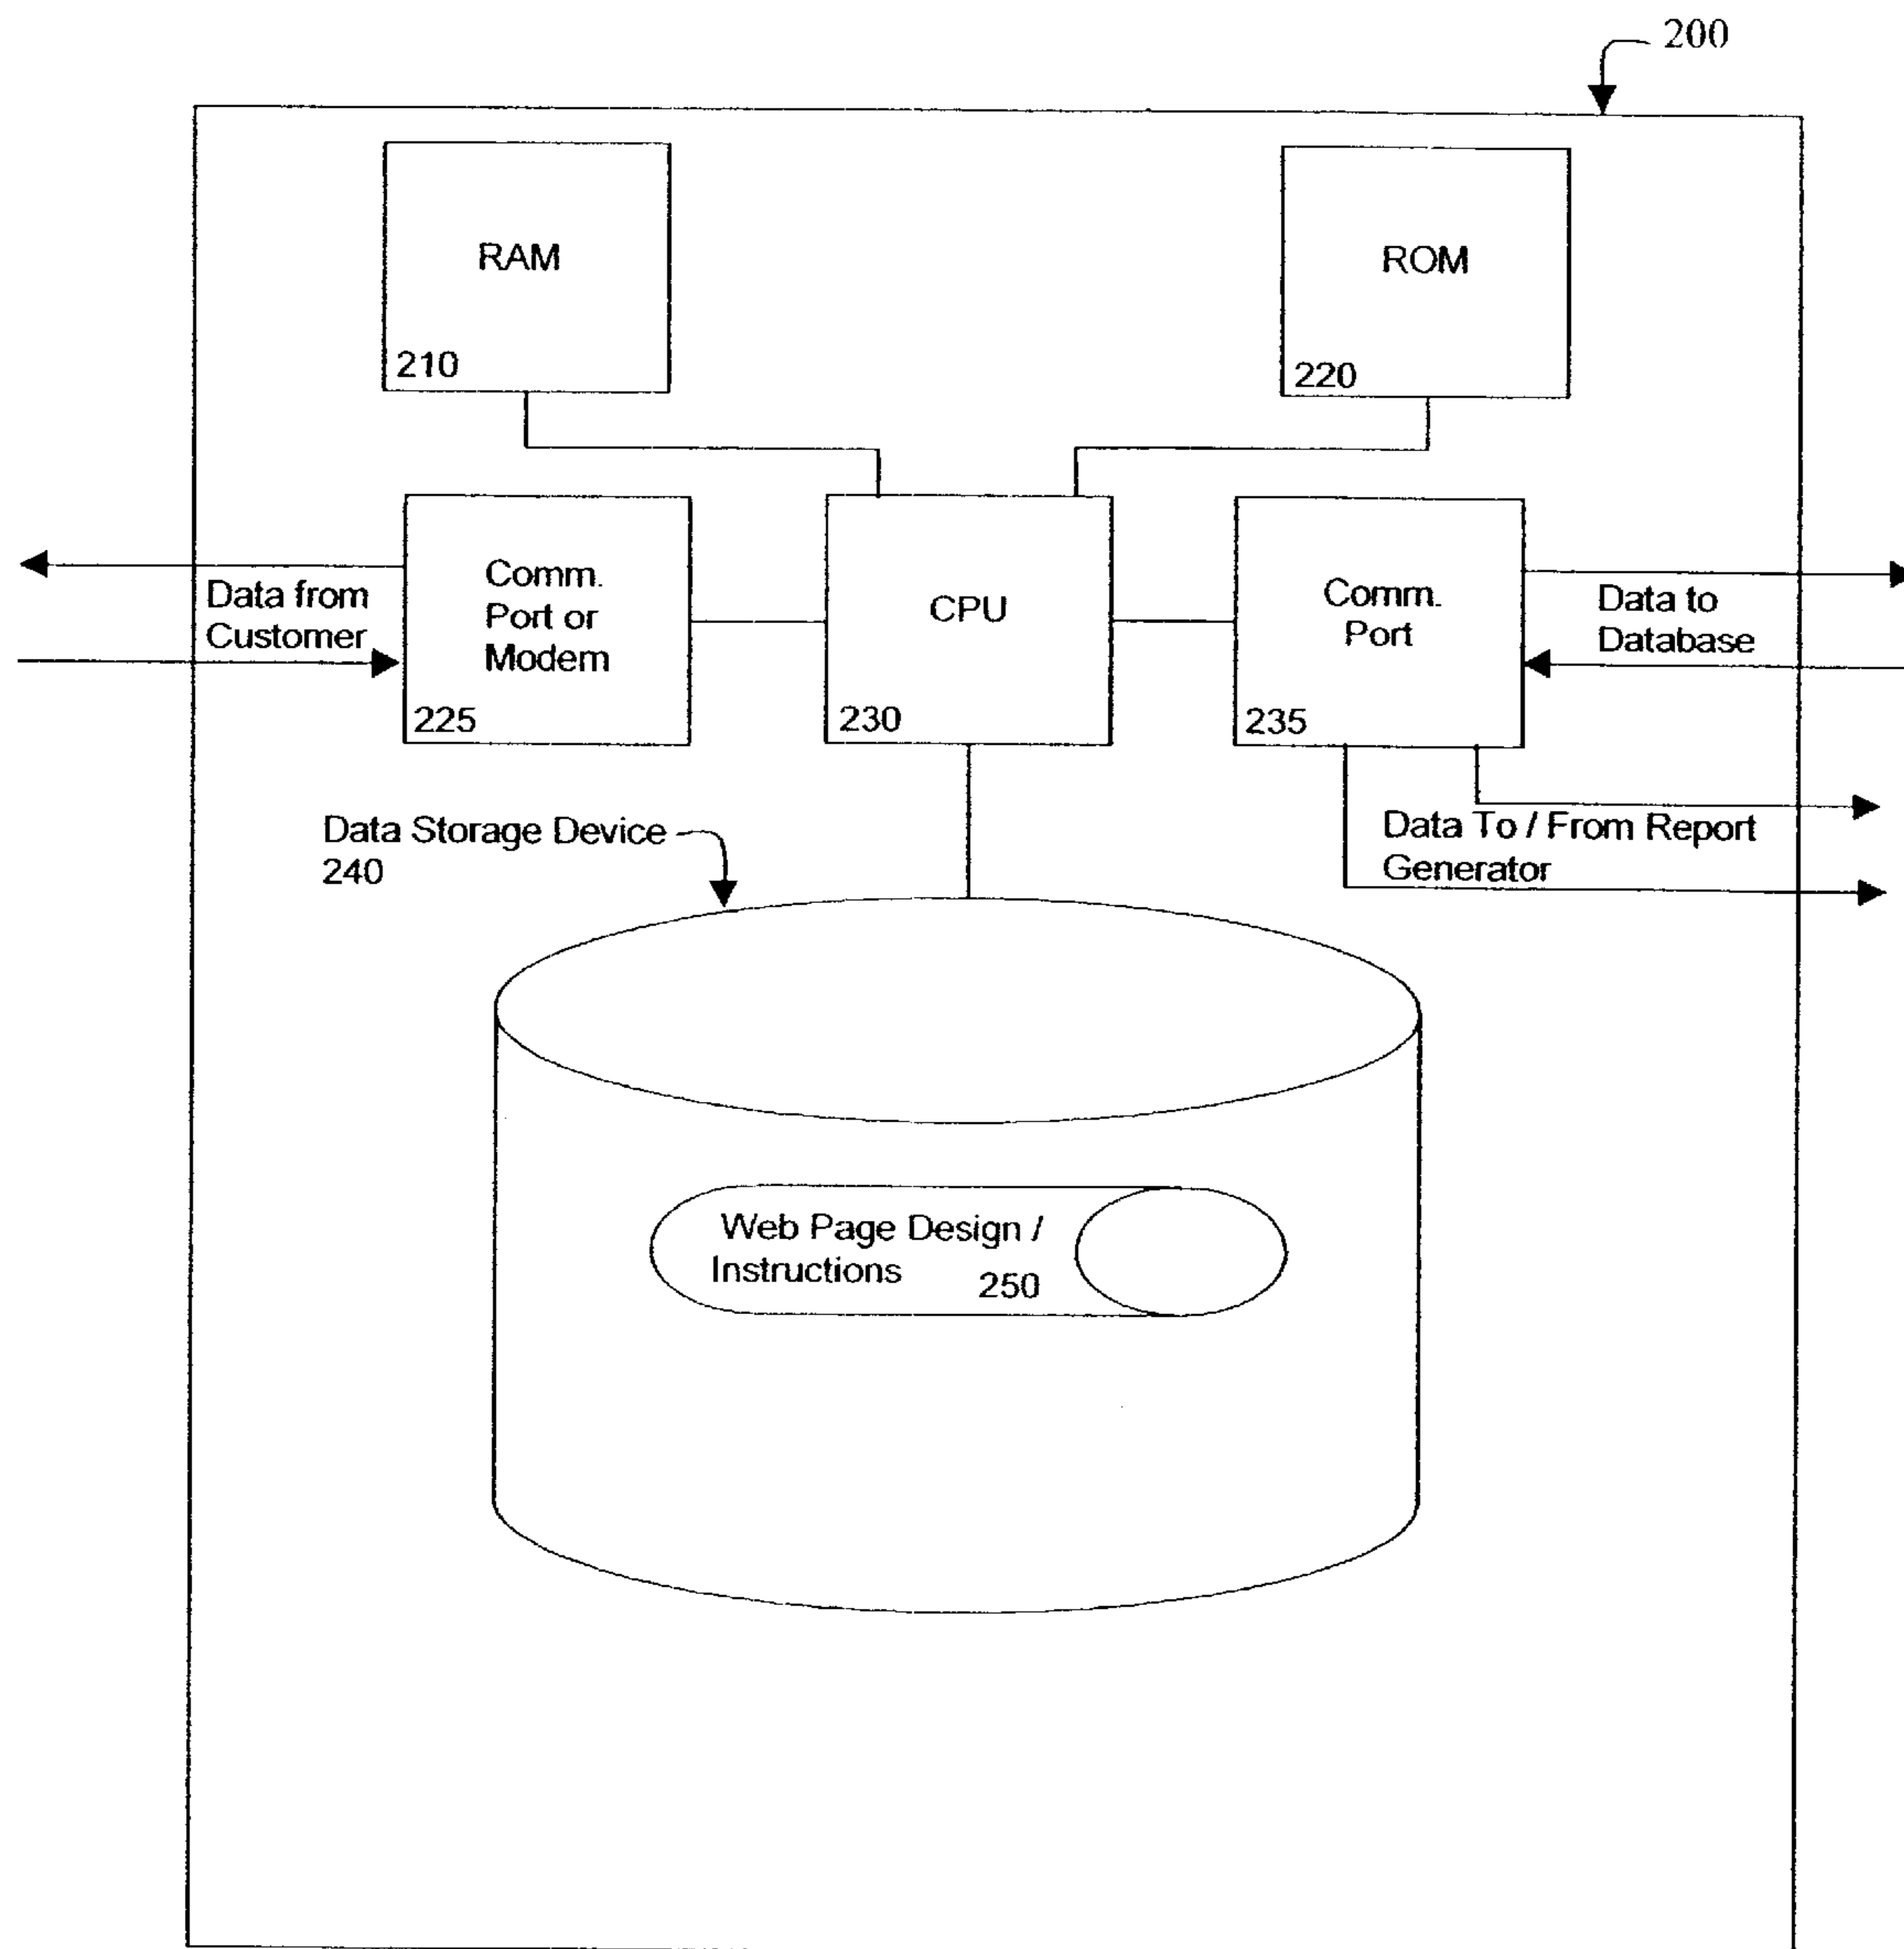 200
RAM
210
ROM
220
Data from
Customer
Comm.
Port or
Modem
225
CPU
230
Comm.
Port
235
Data to
Database
Data To / From Report
Generator
Data Storage Device
240
Web Page Design /
Instructions
250